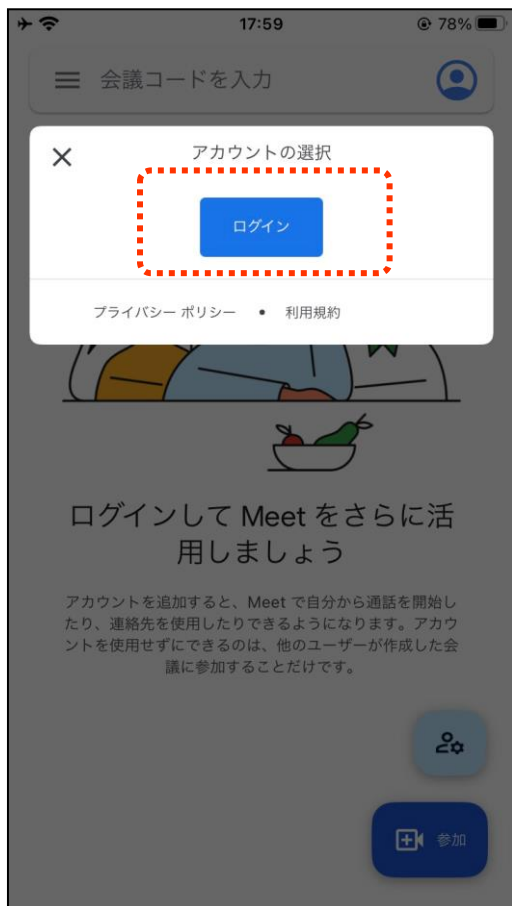 17:59
78%
会議コードを入力
アカウントの選択
ログイン
プライバシー ポリシー • 利用規約
ログインして Meet をさらに活
用しましょう
アカウントを追加すると、Meet で自分から通話を開始し
たり、連絡先を使用したりできるようになります。アカウ
ントを使用せずにできるのは、他のユーザーが作成した会
議に参加することだけです。
参加